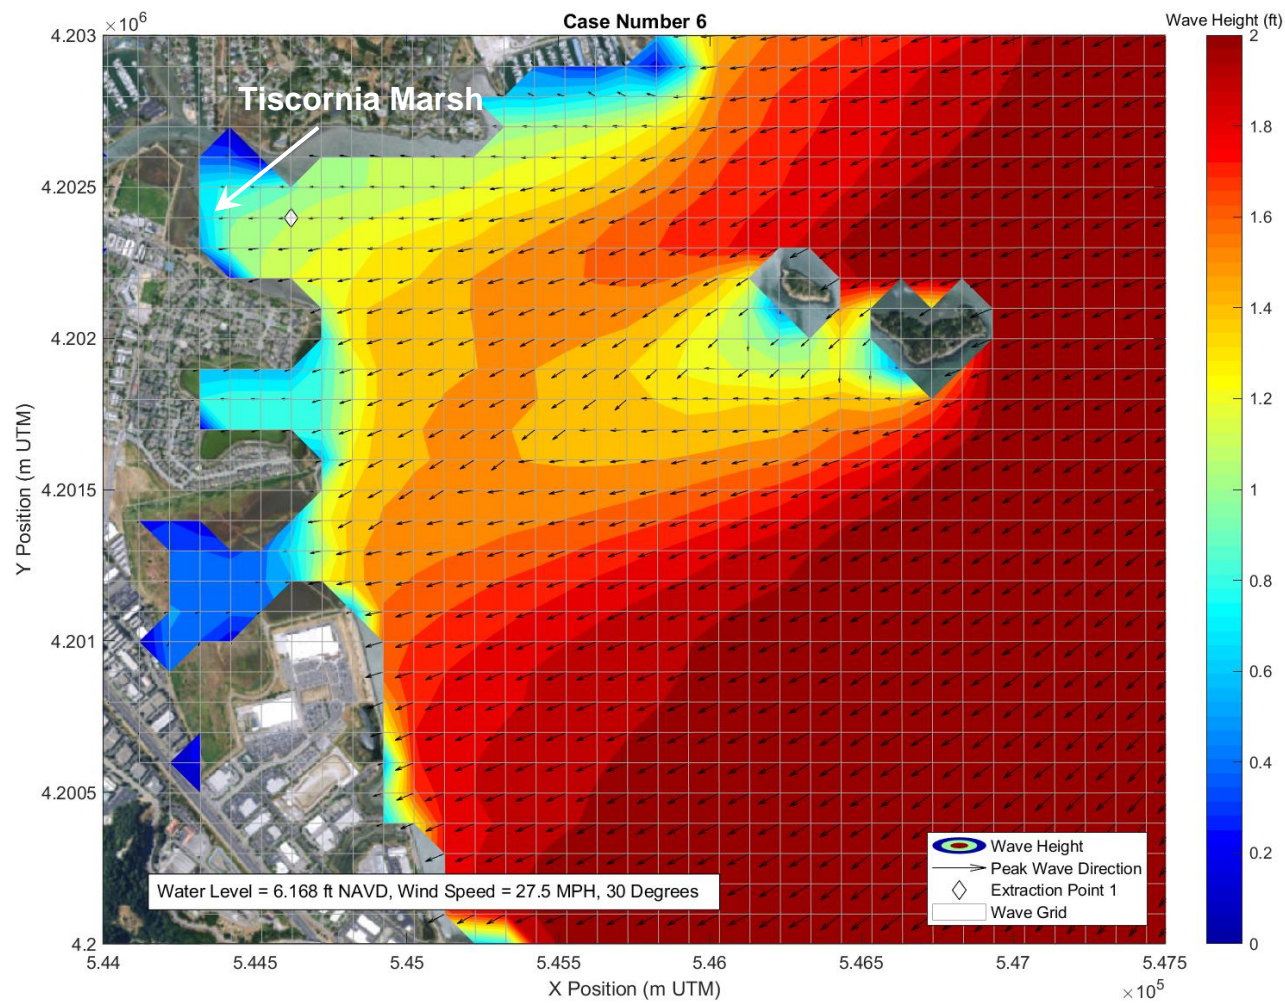 Case Number 6
Wave Height (ft)
×10⁶
4.203
4.2025
4.202
4.2015
4.201
4.2005
4.2
Y Position (m UTM)
Tiscornia Marsh
2
1.8
1.6
1.4
1.2
1
0.8
0.6
0.4
0.2
0
Wave Height
Peak Wave Direction
Extraction Point 1
Wave Grid
Water Level = 6.168 ft NAVD, Wind Speed = 27.5 MPH, 30 Degrees
5.44
5.445
5.45
5.455
5.46
5.465
5.47
5.475
X Position (m UTM)
×10⁵